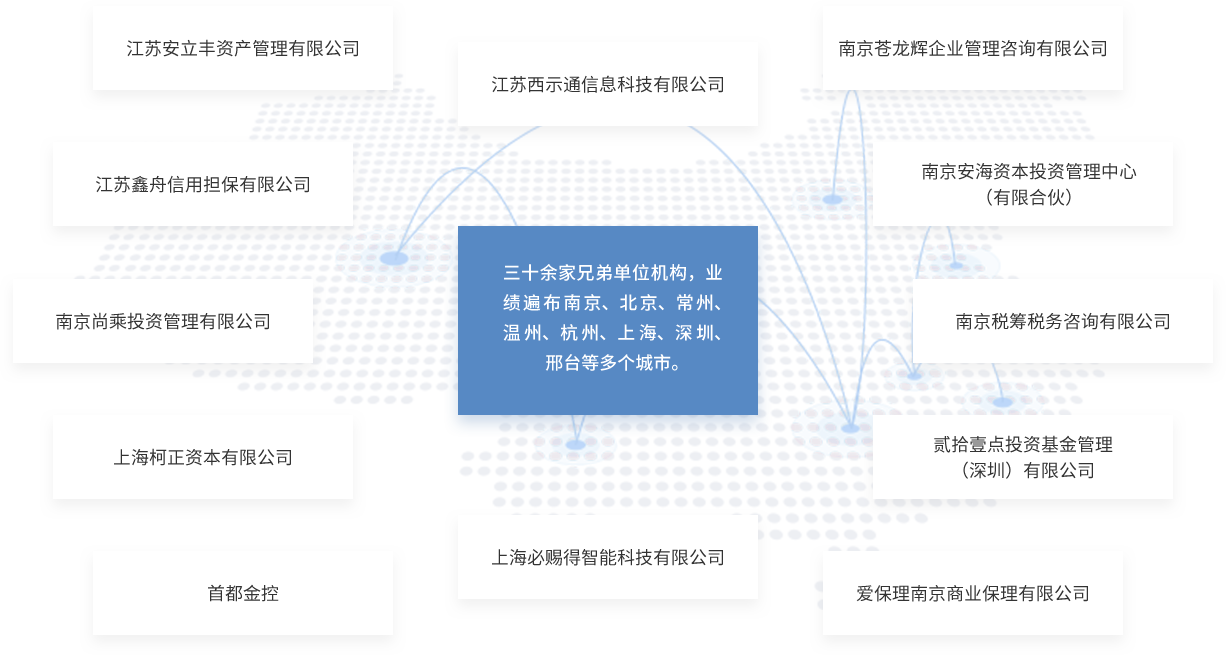 江苏安立丰资产管理有限公司
江苏西示通信息科技有限公司
南京苍龙辉企业管理咨询有限公司
江苏鑫舟信用担保有限公司
南京安海资本投资管理中心
（有限合伙）
三十余家兄弟单位机构，业
绩遍布南京、北京、常州、
温州、杭州、上海、深圳、
邢台等多个城市。
南京尚乘投资管理有限公司
南京税筹税务咨询有限公司
上海柯正资本有限公司
贰拾壹点投资基金管理
（深圳）有限公司
上海必赐得智能科技有限公司
首都金控
爱保理南京商业保理有限公司